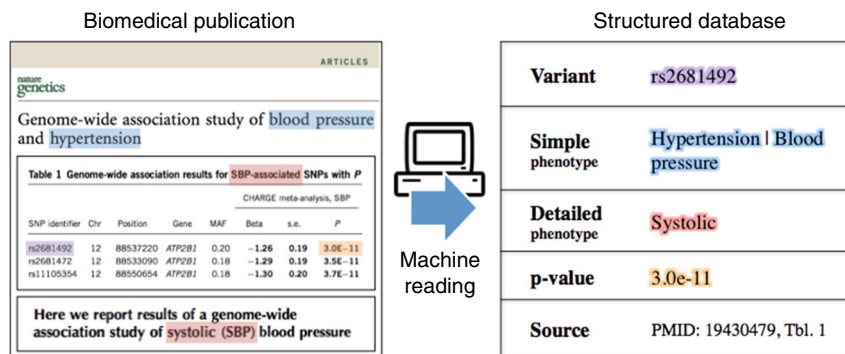 Biomedical publication
ARTICLES
nature
genetics
Genome-wide association study of blood pressure
and hypertension
Table 1 Genome-wide association results for SBP-associated SNPs with P
CHARGE meta-analysis, SBP
SNP identifier Chr Position Gene MAF Beta s.e. P
rs2681492 12 88537220 ATP2B1 0.20 −1.26 0.19 3.0E−11
rs2681472 12 88533090 ATP2B1 0.18 −1.29 0.19 3.5E−11
rs11105354 12 88550654 ATP2B1 0.18 −1.30 0.20 3.7E−11
Here we report results of a genome-wide
association study of systolic (SBP) blood pressure
Machine
reading
Structured database
Variant rs2681492
Simple Hypertension | Blood
phenotype pressure
Detailed Systolic
phenotype
p-value 3.0e-11
Source PMID: 19430479, Tbl. 1